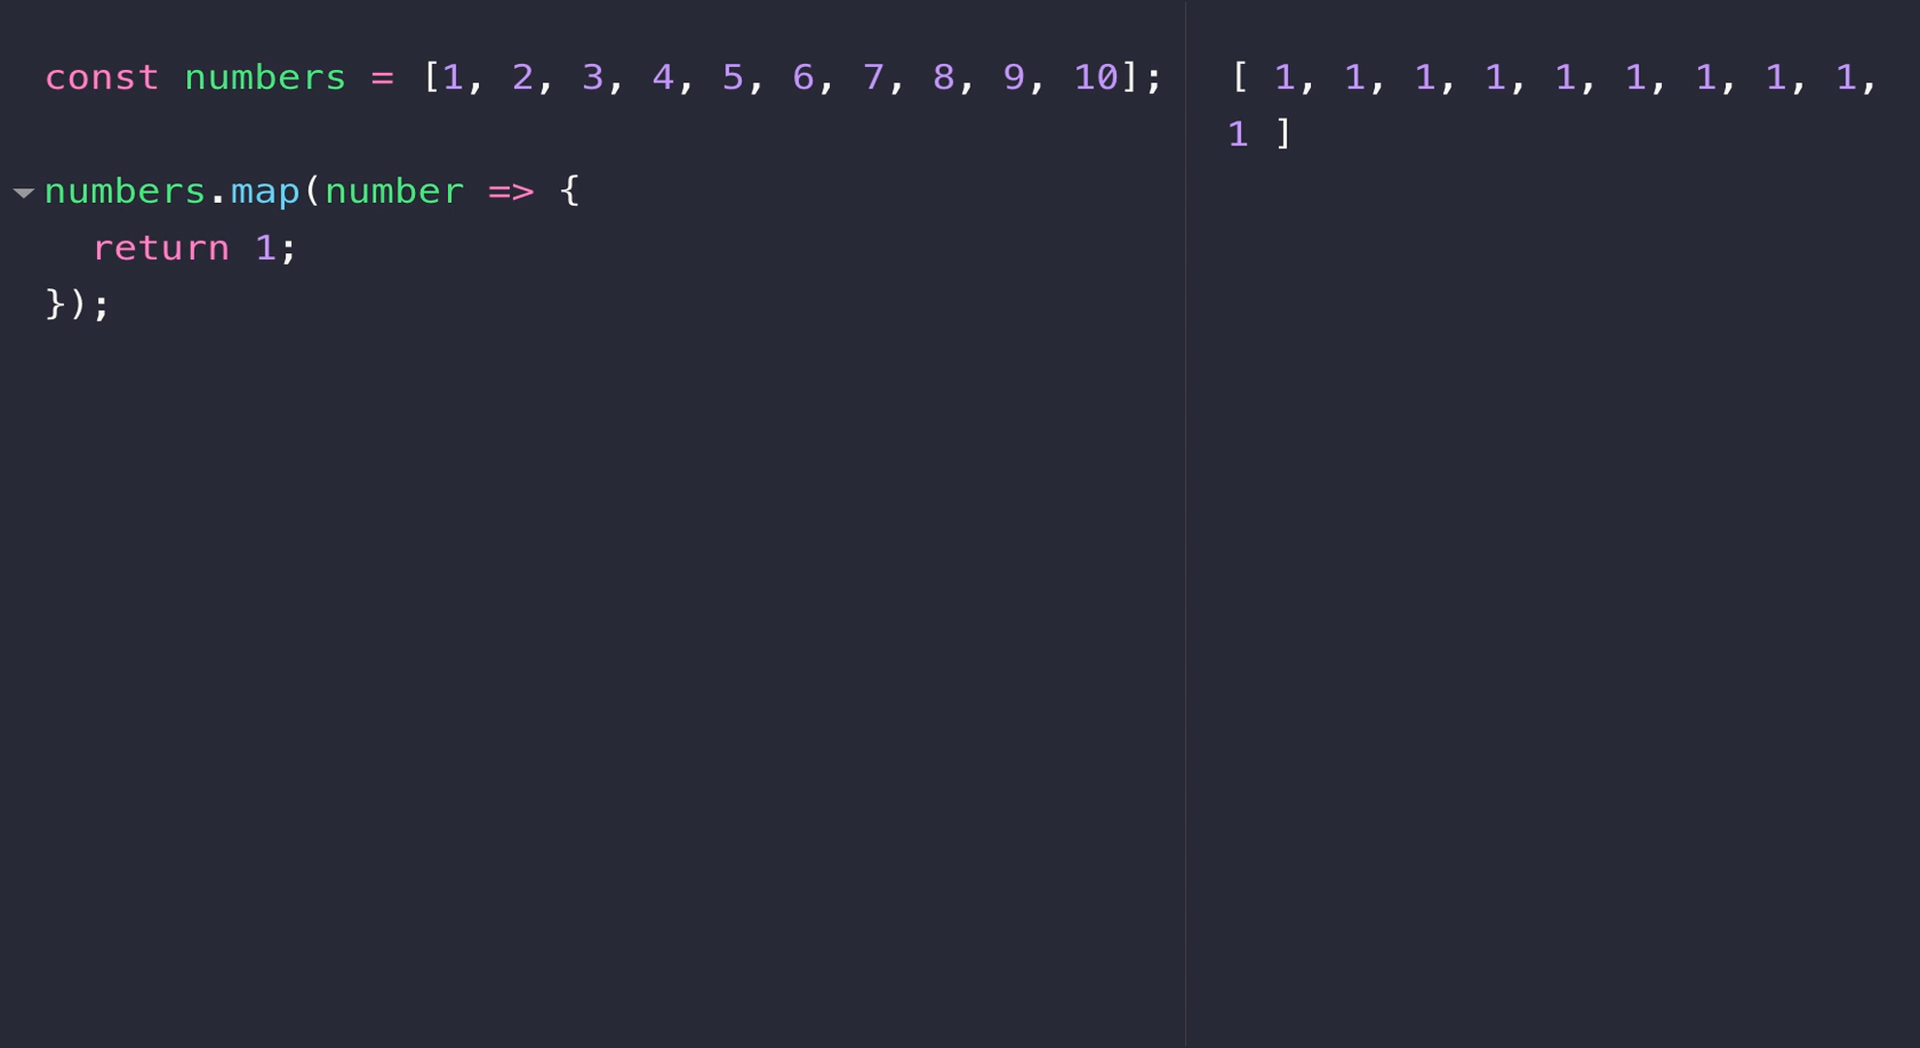 const numbers = [1, 2, 3, 4, 5, 6, 7, 8, 9, 10];
numbers.map(number => {
  return 1;
});
[ 1, 1, 1, 1, 1, 1, 1, 1, 1,
1 ]